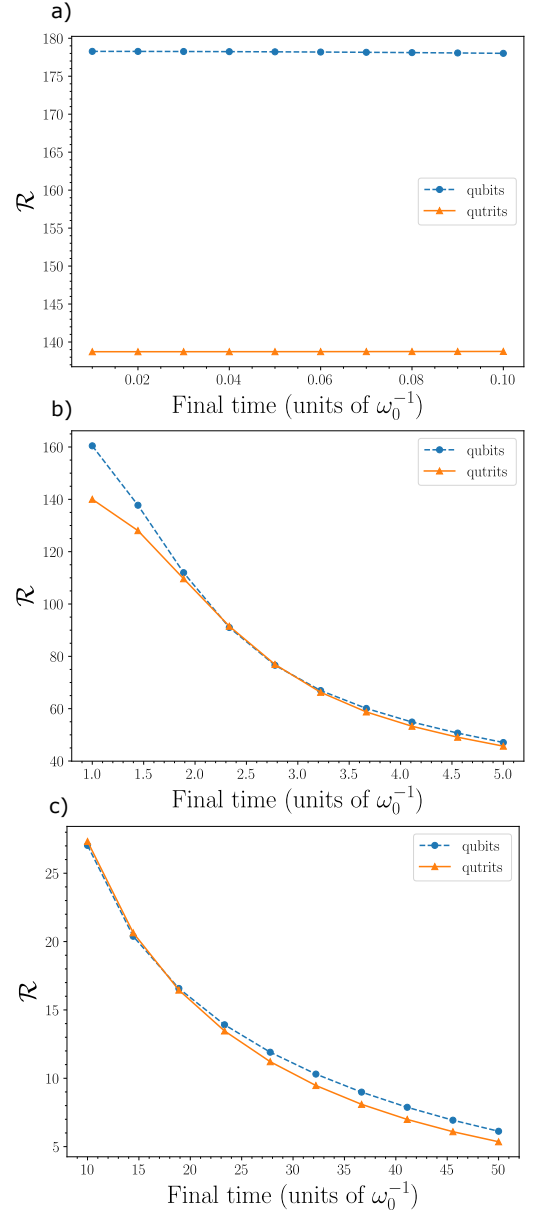 a)
180
175
170
165
160
155
150
145
140
ℛ
qubits
qutrits
0.02 0.04 0.06 0.08 0.10
Final time (units of ω₀⁻¹)
b)
160
140
120
100
80
60
40
ℛ
qubits
qutrits
1.0 1.5 2.0 2.5 3.0 3.5 4.0 4.5 5.0
Final time (units of ω₀⁻¹)
c)
25
20
15
10
5
ℛ
qubits
qutrits
10 15 20 25 30 35 40 45 50
Final time (units of ω₀⁻¹)